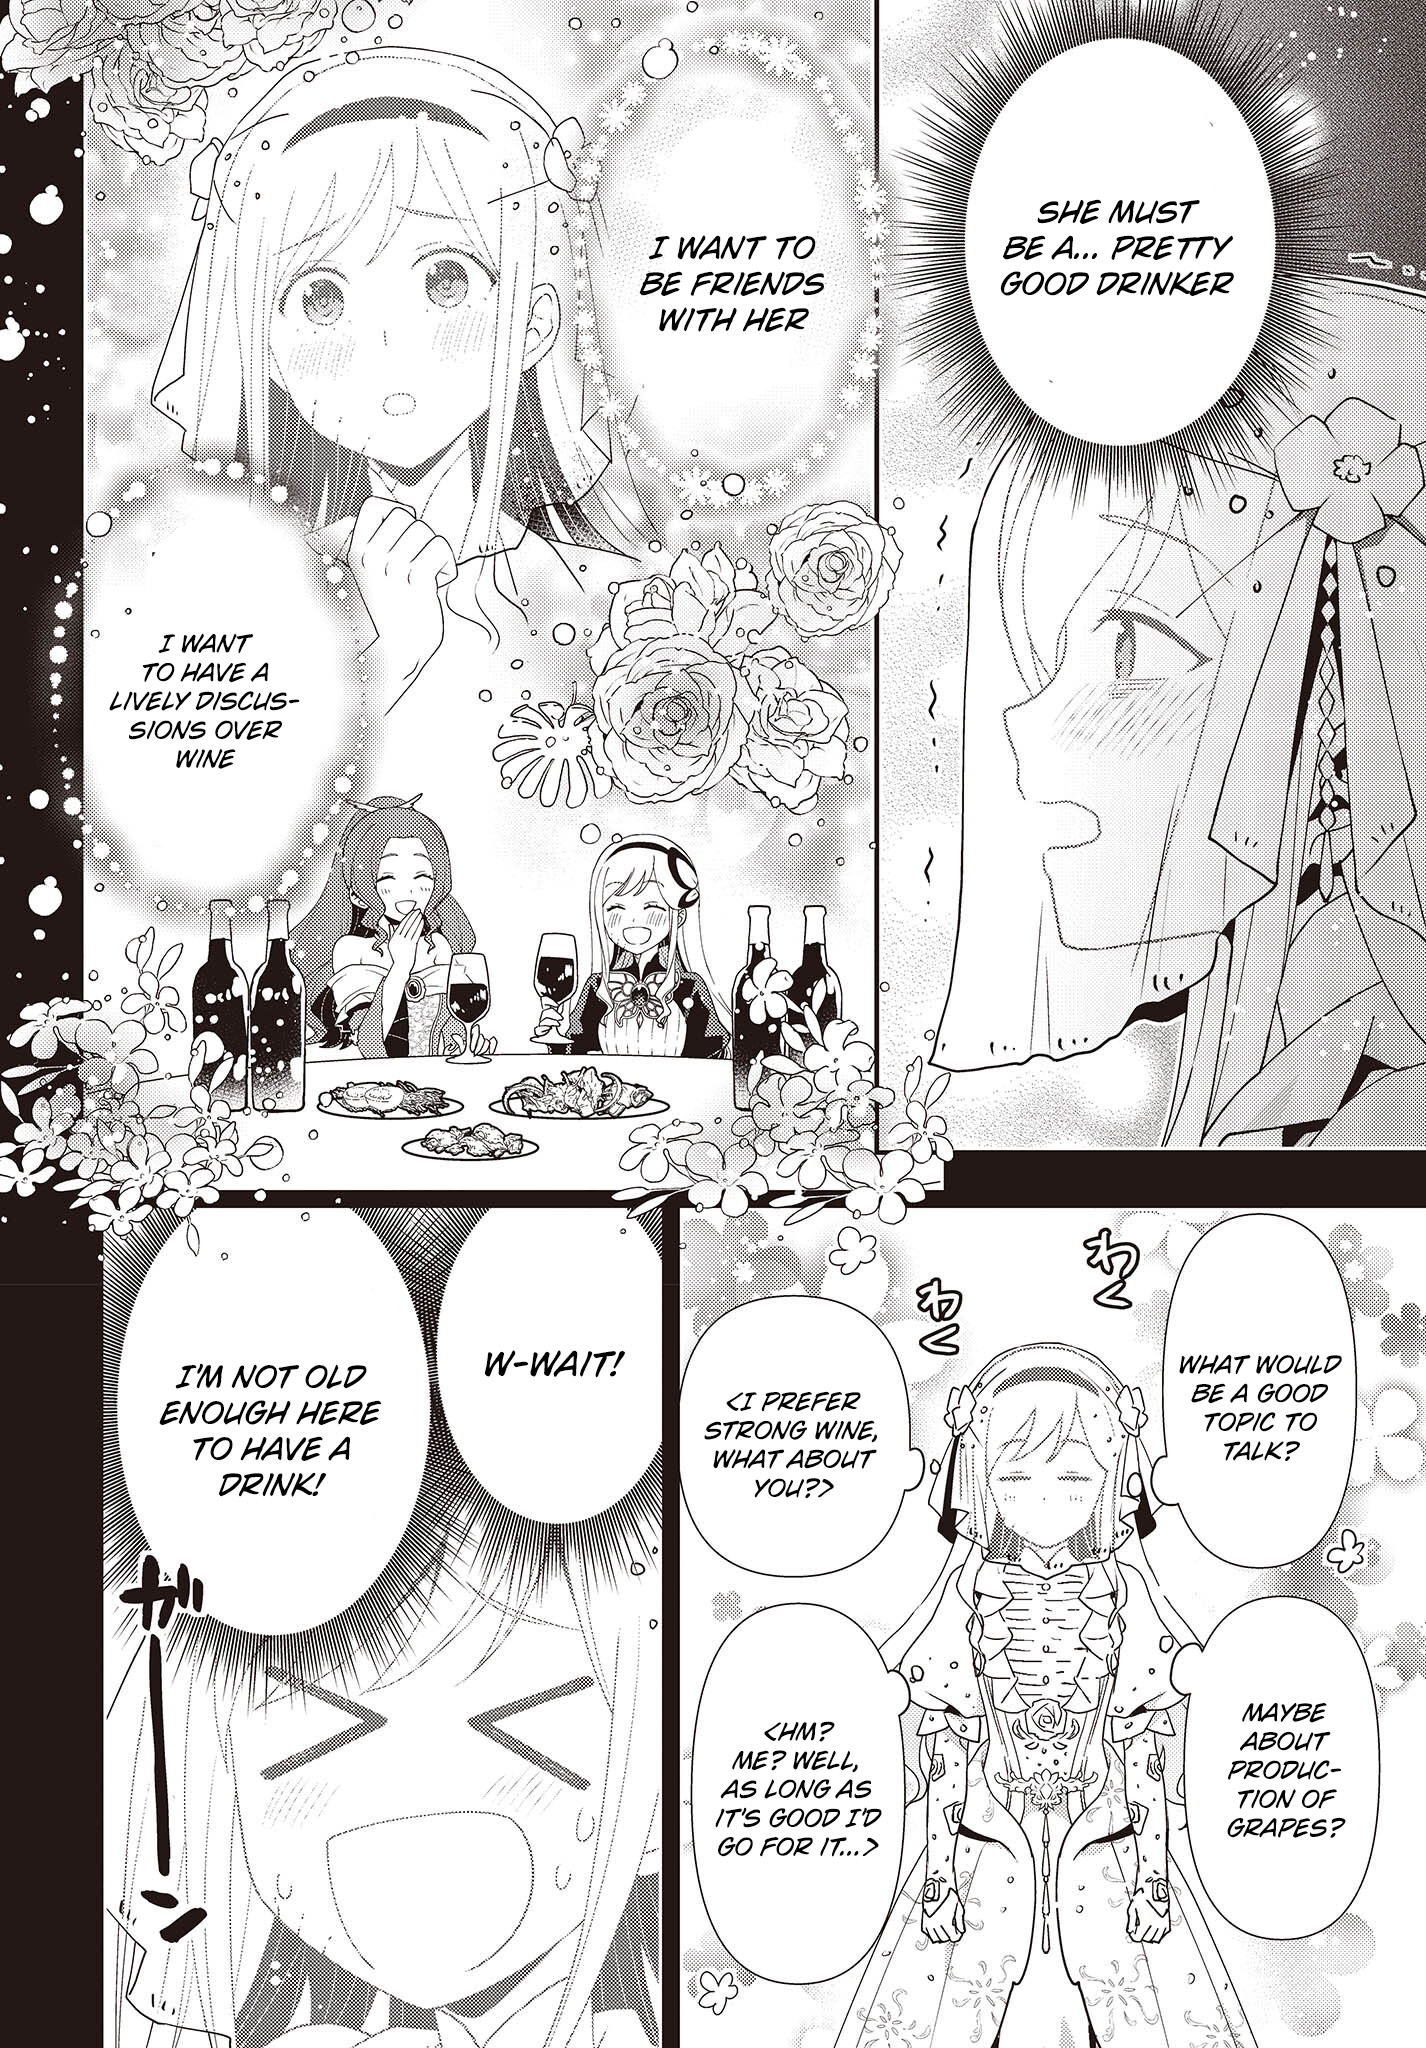 SHE MUST
BE A... PRETTY
GOOD DRINKER
I WANT TO
BE FRIENDS
WITH HER
I WANT
TO HAVE A
LIVELY DISCUS-
SIONS OVER
WINE
わく
わく
WHAT WOULD
BE A GOOD
TOPIC TO
TALK?
<I PREFER
STRONG WINE,
WHAT ABOUT
YOU?>
MAYBE
ABOUT
PRODUC-
TION OF
GRAPES?
<HM?
ME? WELL,
AS LONG AS
IT'S GOOD I'D
GO FOR IT...>
W-WAIT!
I'M NOT OLD
ENOUGH HERE
TO HAVE A
DRINK!
ガーン